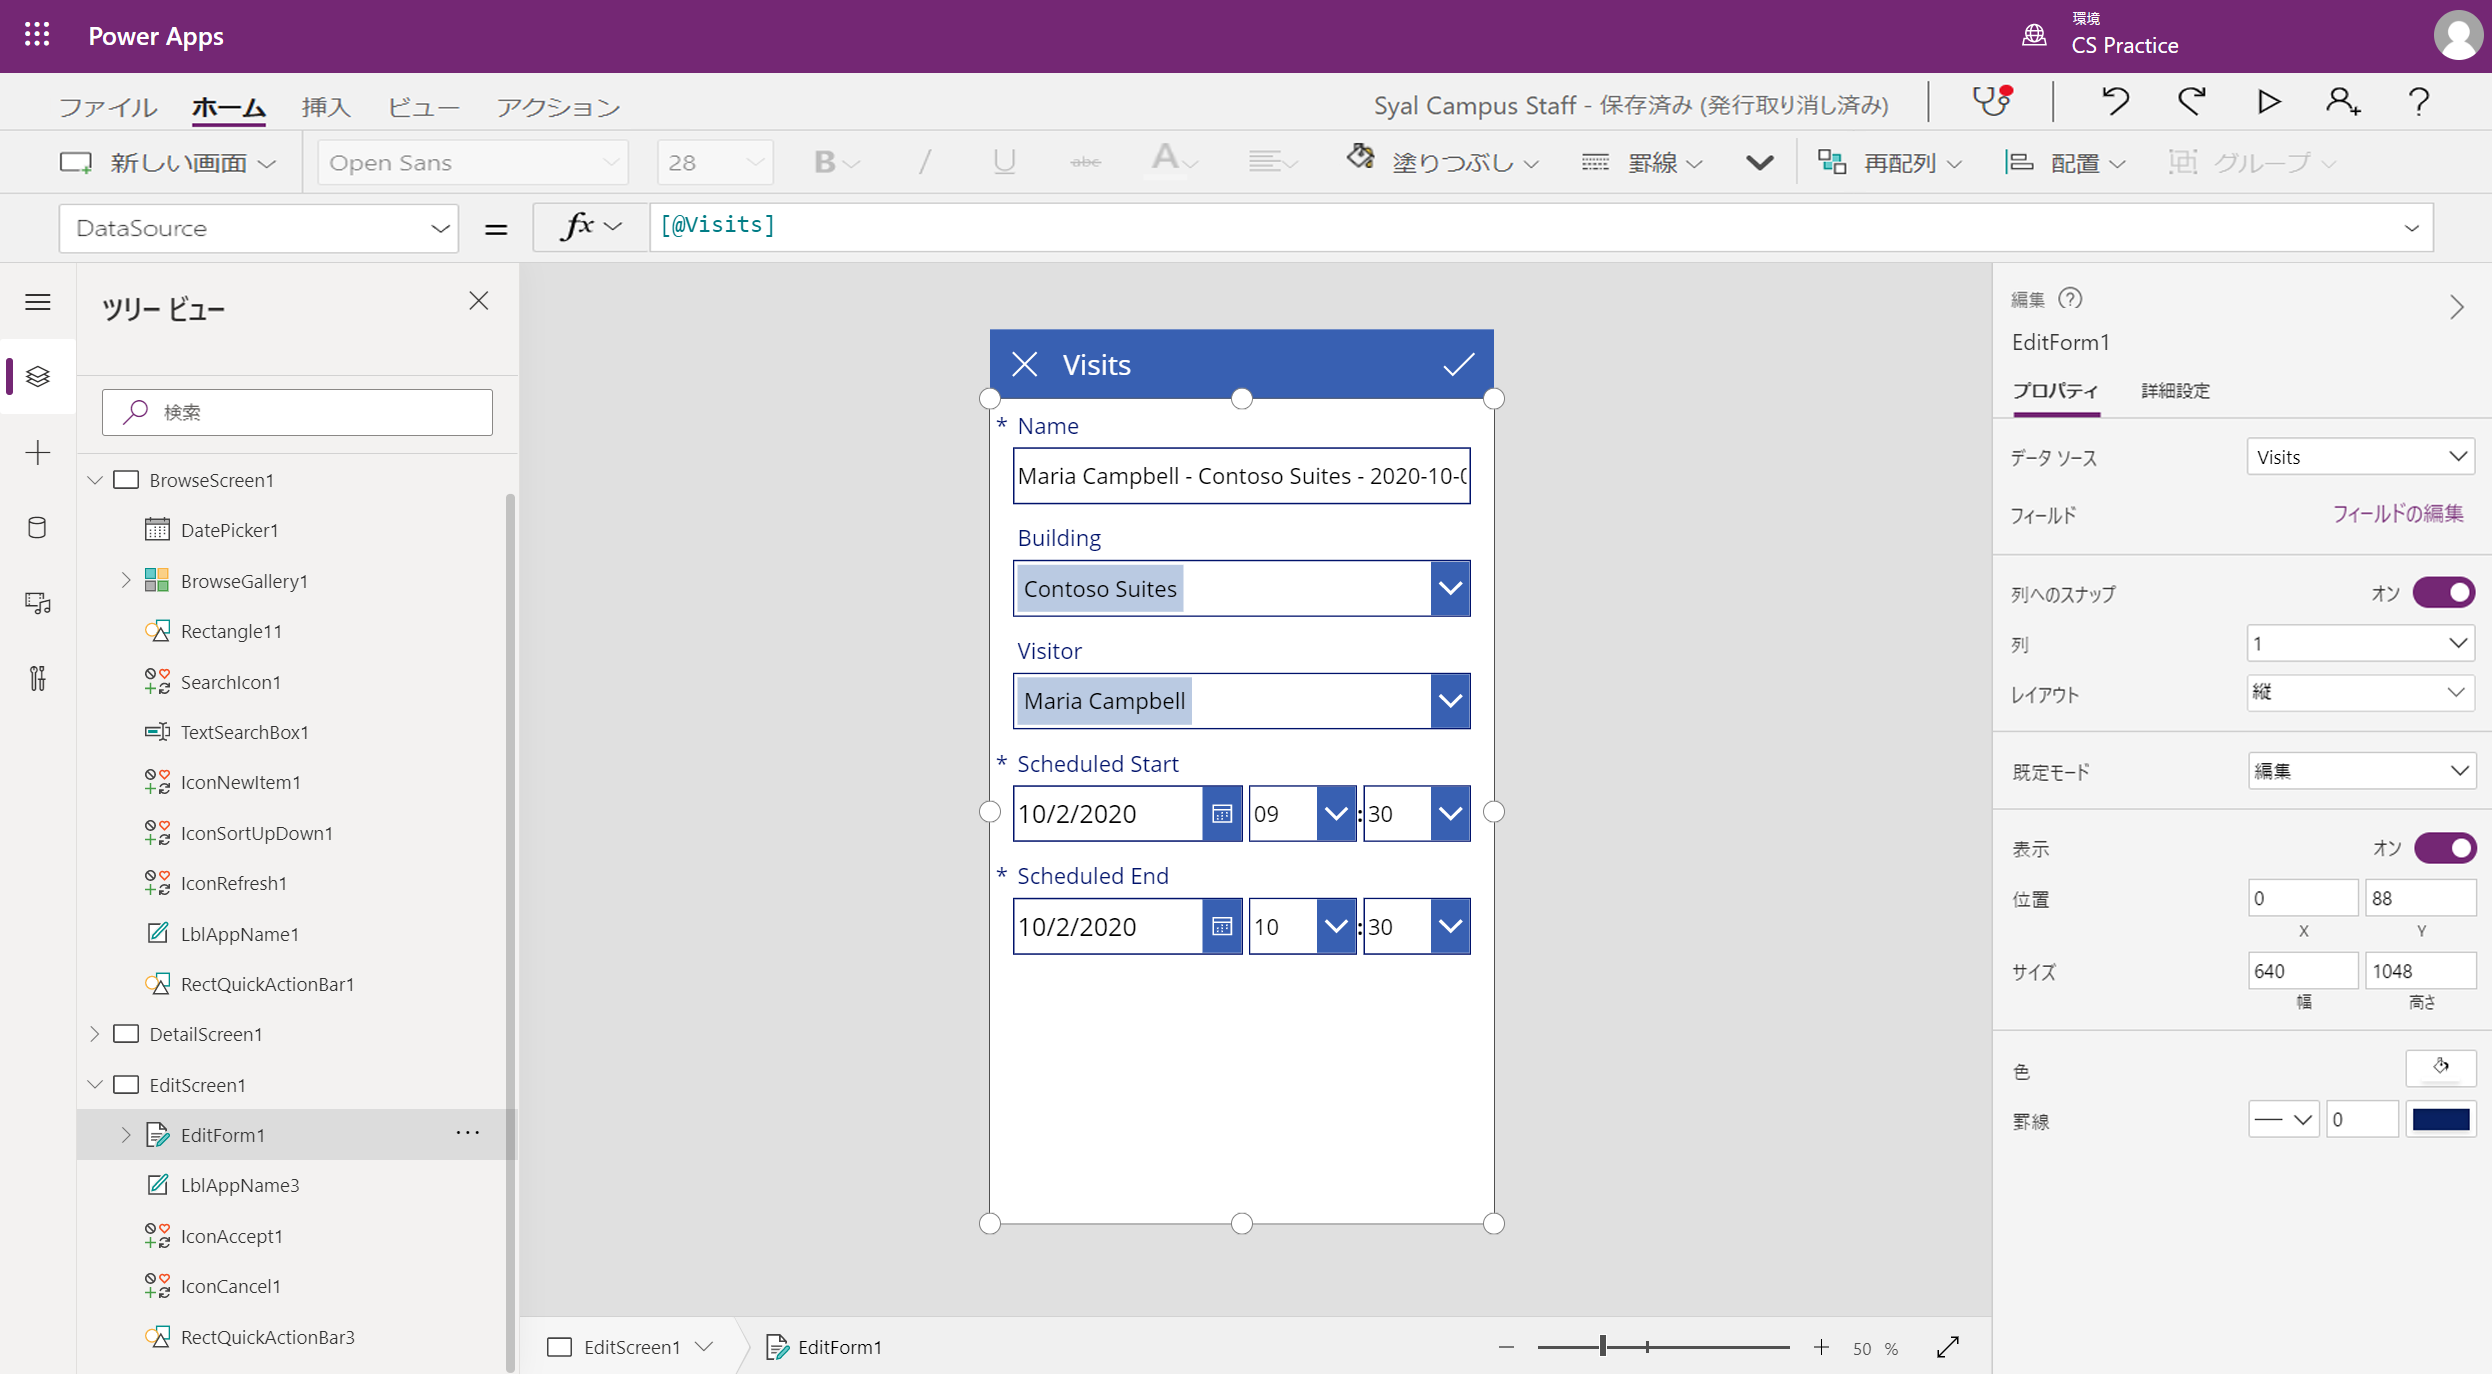 Power Apps
環境
CS Practice
ファイル ホーム 挿入 ビュー アクション
Syal Campus Staff - 保存済み (発行取り消し済み)
新しい画面 Open Sans 28 B / U abc A 塗りつぶし 罫線 再配列 配置 グループ
DataSource = fx [@Visits]
ツリー ビュー
検索
BrowseScreen1
DatePicker1
BrowseGallery1
Rectangle11
SearchIcon1
TextSearchBox1
IconNewItem1
IconSortUpDown1
IconRefresh1
LblAppName1
RectQuickActionBar1
DetailScreen1
EditScreen1
EditForm1 ...
LblAppName3
IconAccept1
IconCancel1
RectQuickActionBar3
Visits
* Name
Maria Campbell - Contoso Suites - 2020-10-
Building
Contoso Suites
Visitor
Maria Campbell
* Scheduled Start
10/2/2020 09 : 30
* Scheduled End
10/2/2020 10 : 30
EditScreen1 EditForm1
50 %
編集
EditForm1
プロパティ 詳細設定
データ ソース Visits
フィールド フィールドの編集
列へのスナップ オン
列 1
レイアウト 縦
既定モード 編集
表示 オン
位置 0 88
X Y
サイズ 640 1048
幅 高さ
色
罫線 0